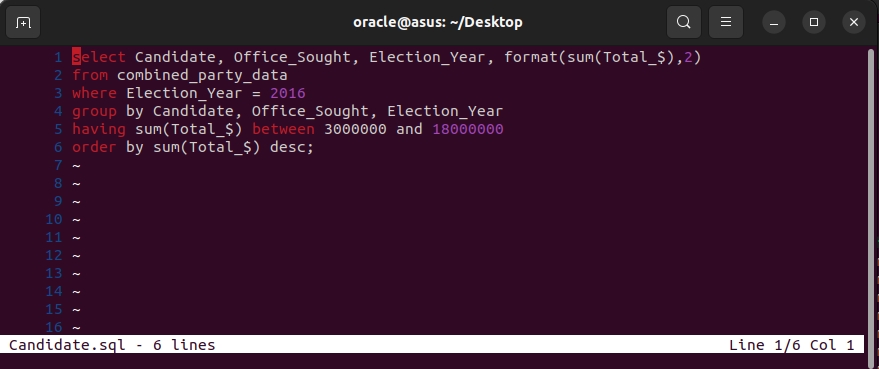 oracle@asus: ~/Desktop
1 select Candidate, Office_Sought, Election_Year, format(sum(Total_$),2)
2 from combined_party_data
3 where Election_Year = 2016
4 group by Candidate, Office_Sought, Election_Year
5 having sum(Total_$) between 3000000 and 18000000
6 order by sum(Total_$) desc;
7 ~
8 ~
9 ~
10 ~
11 ~
12 ~
13 ~
14 ~
15 ~
16 ~
Candidate.sql - 6 lines Line 1/6 Col 1